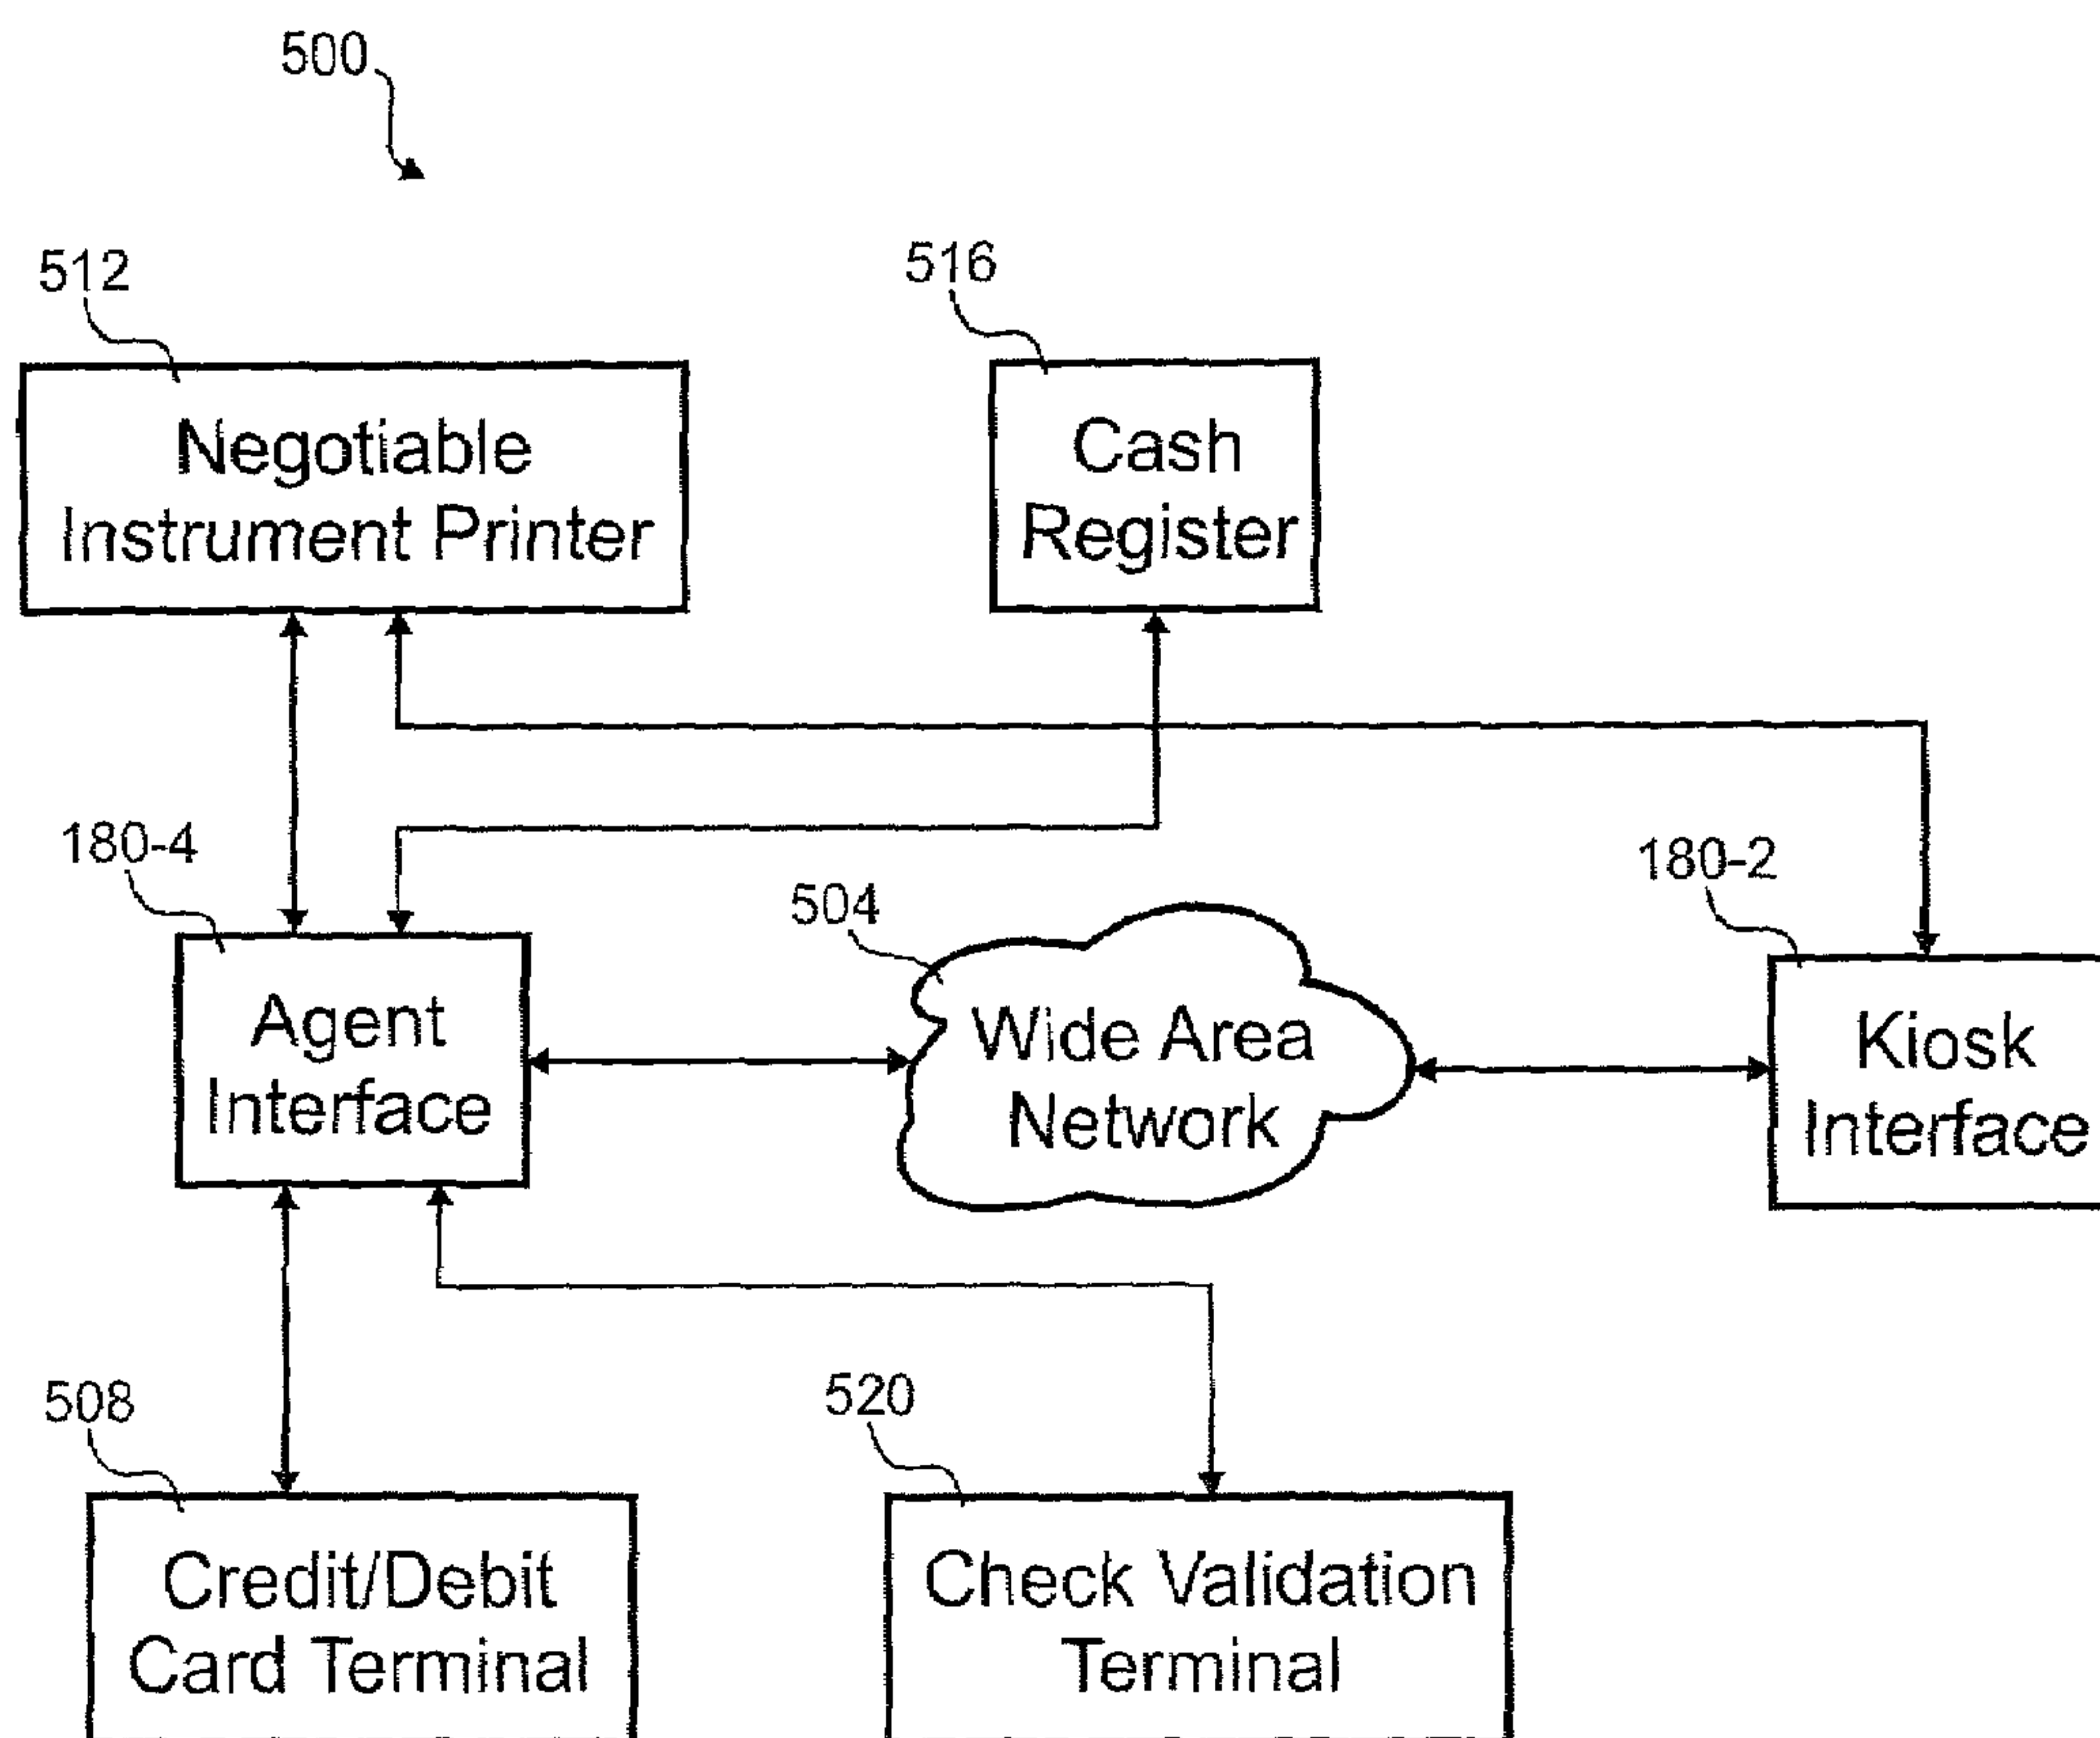 500
512
516
Negotiable
Instrument Printer
Cash
Register
180-4
504
180-2
Agent
Interface
Wide Area
Network
Kiosk
Interface
508
520
Credit/Debit
Card Terminal
Check Validation
Terminal